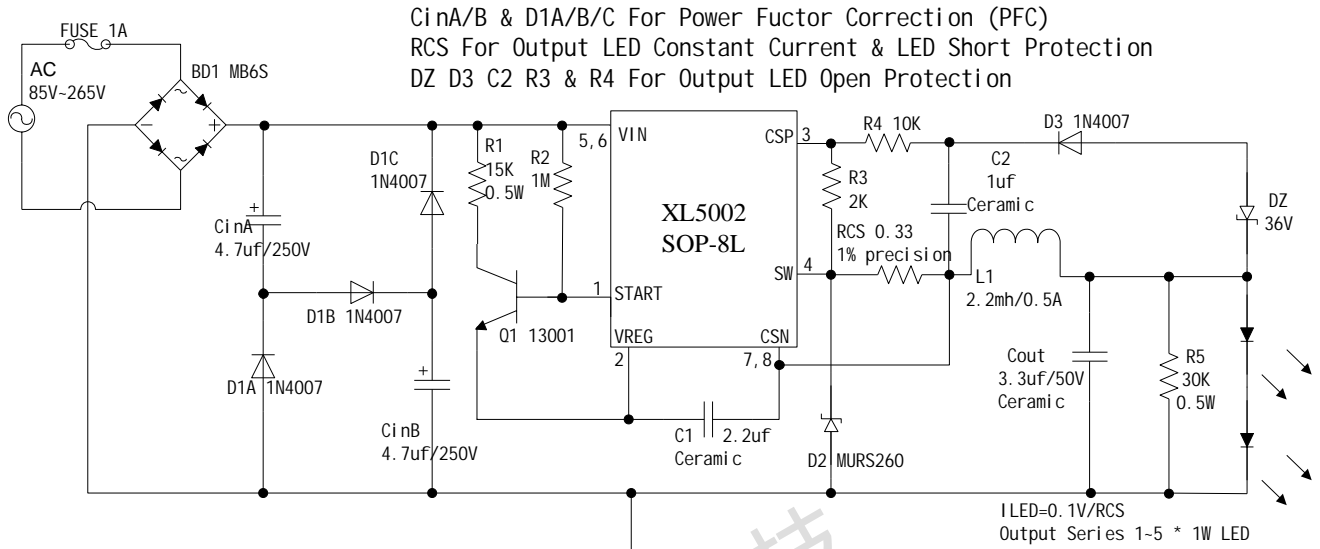 CinA/B & D1A/B/C For Power Fuctor Correction (PFC)
RCS For Output LED Constant Current & LED Short Protection
DZ D3 C2 R3 & R4 For Output LED Open Protection
FUSE 1A
AC
85V~265V
BD1 MB6S
CinA
4.7uf/250V
D1C
1N4007
D1B 1N4007
D1A 1N4007
CinB
4.7uf/250V
R1
15K
0.5W
R2
1M
Q1 13001
5,6
VIN
CSP
3
XL5002
SOP-8L
SW
4
1
START
VREG
2
CSN
7,8
C1
2.2uf
Ceramic
R4 10K
R3
2K
RCS 0.33
1% precision
C2
1uf
Ceramic
D3 1N4007
DZ
36V
L1
2.2mh/0.5A
D2 MURS260
Cout
3.3uf/50V
Ceramic
R5
30K
0.5W
ILED=0.1V/RCS
Output Series 1~5 * 1W LED
技